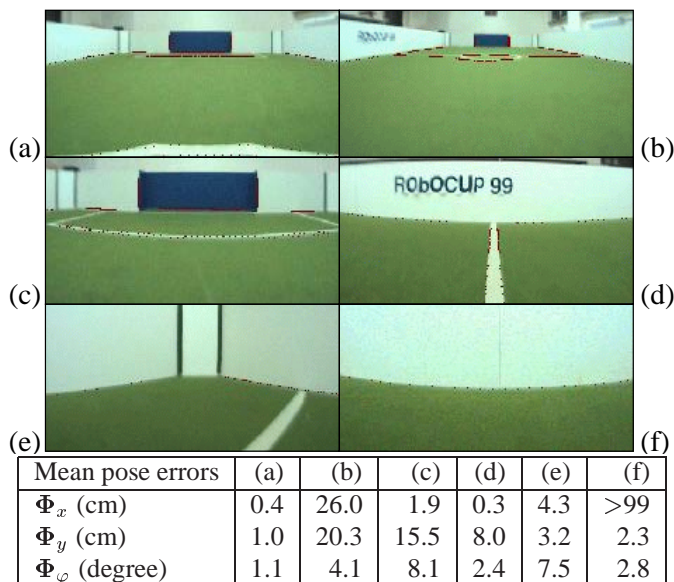 RoboCUP 99
(a)
(b)
RObOCUP 99
(c)
(d)
(e)
(f)
Mean pose errors (a) (b) (c) (d) (e) (f)
Φx (cm) 0.4 26.0 1.9 0.3 4.3 >99
Φy (cm) 1.0 20.3 15.5 8.0 3.2 2.3
Φφ (degree) 1.1 4.1 8.1 2.4 7.5 2.8